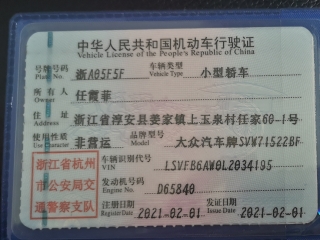 中华人民共和国机动车行驶证
Vehicle License of the People's Republic of China
号牌号码 浙A05F5F 车辆类型 小型轿车
Plate No. Vehicle Type
所有人 任霞菲
Owner
住址 浙江省淳安县姜家镇上玉泉村任家60-1号
Address
使用性质 非营运 品牌型号 大众汽车牌SVW71522BF
Use Character Model
浙江省杭州 车辆识别代号 LSVFB6AW0L2034195
VIN
市公安局交 发动机号码 D65840
Engine No.
通警察支队 注册日期 2021-02-01 发证日期 2021-02-01
Register Date Issue Date